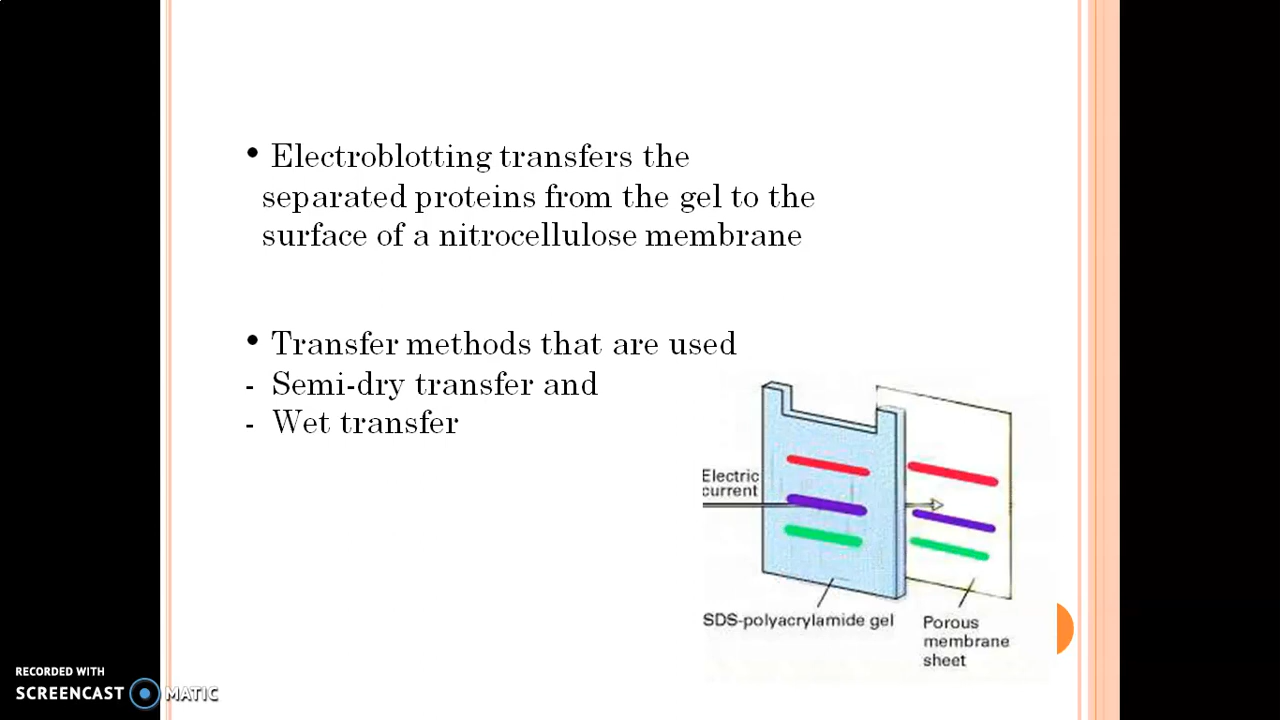 • Electroblotting transfers the
separated proteins from the gel to the
surface of a nitrocellulose membrane
• Transfer methods that are used
- Semi-dry transfer and
- Wet transfer
Electric
current
SDS-polyacrylamide gel
Porous
membrane
sheet
RECORDED WITH
SCREENCAST MATIC